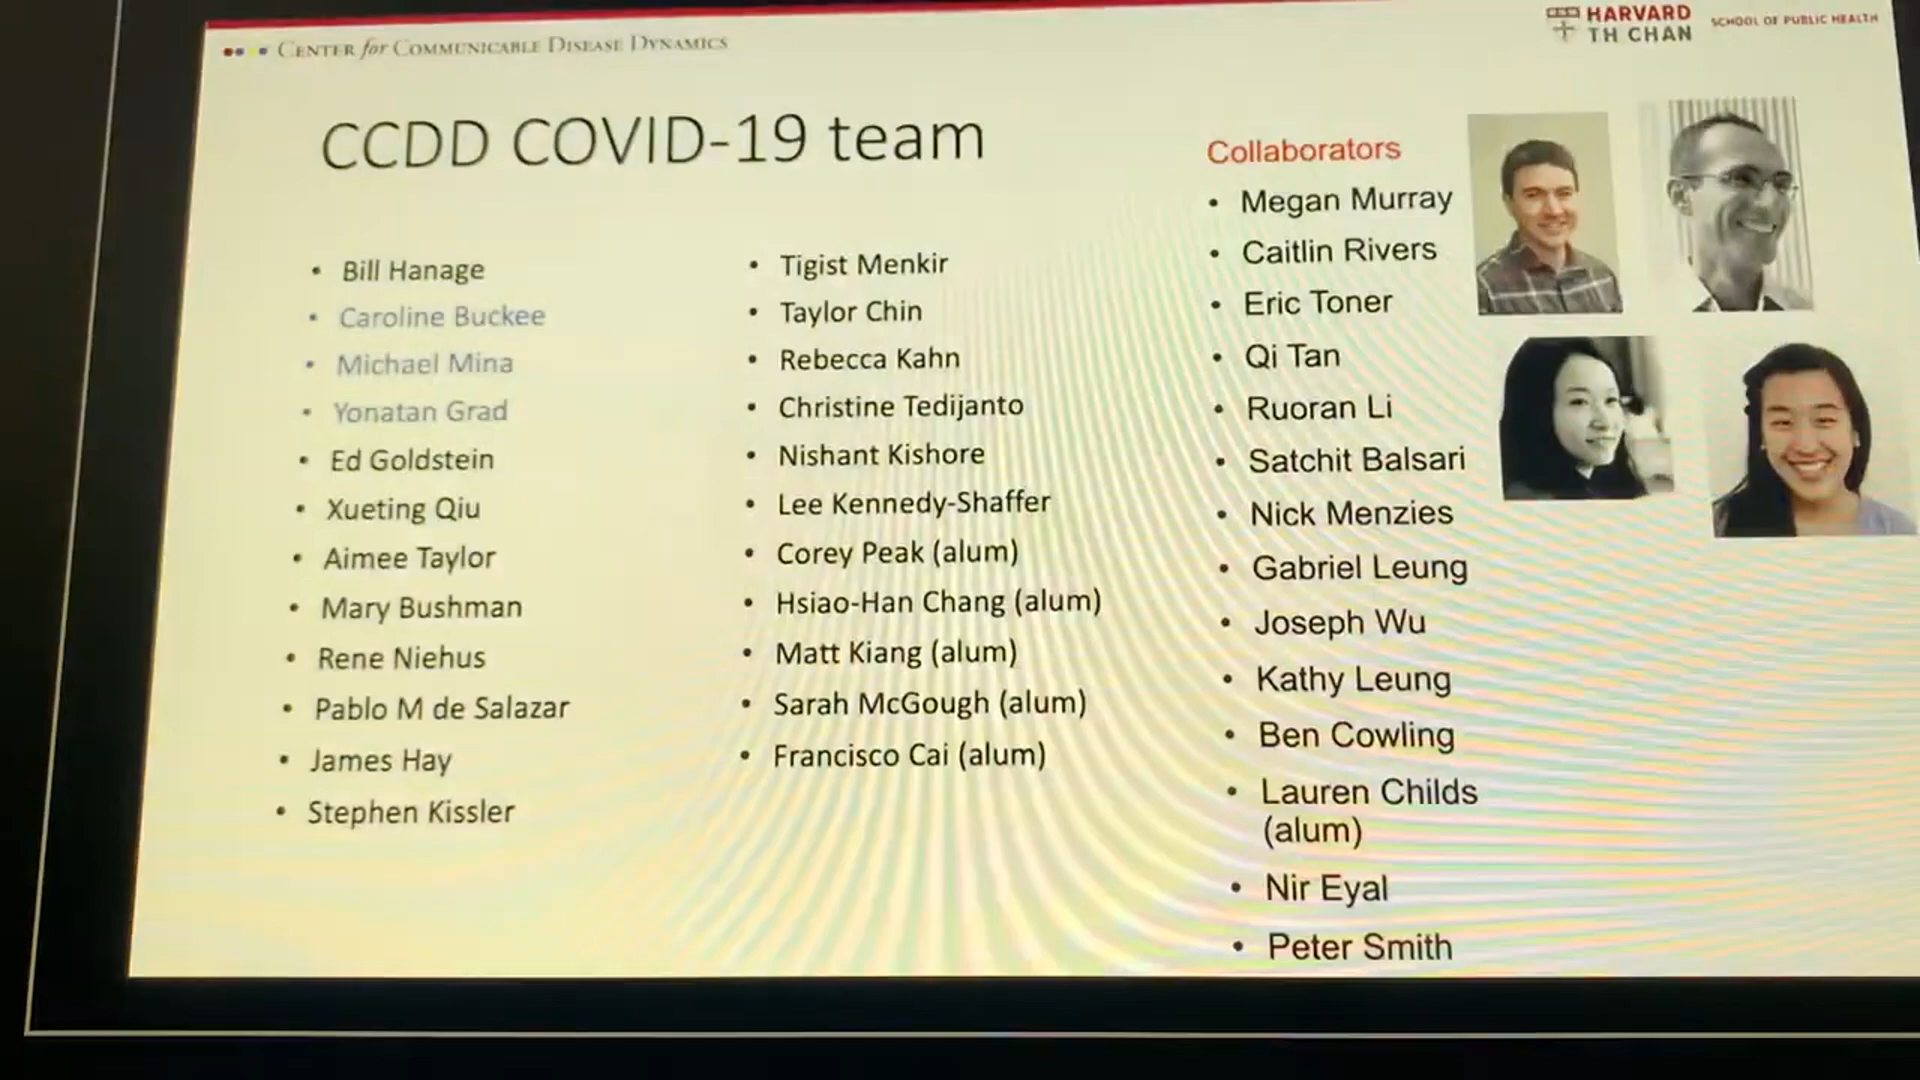 CENTER for COMMUNICABLE DISEASE DYNAMICS
HARVARD
TH CHAN
SCHOOL OF PUBLIC HEALTH
CCDD COVID-19 team
Bill Hanage
Caroline Buckee
Michael Mina
Yonatan Grad
Ed Goldstein
Xueting Qiu
Aimee Taylor
Mary Bushman
Rene Niehus
Pablo M de Salazar
James Hay
Stephen Kissler
Tigist Menkir
Taylor Chin
Rebecca Kahn
Christine Tedijanto
Nishant Kishore
Lee Kennedy-Shaffer
Corey Peak (alum)
Hsiao-Han Chang (alum)
Matt Kiang (alum)
Sarah McGough (alum)
Francisco Cai (alum)
Collaborators
Megan Murray
Caitlin Rivers
Eric Toner
Qi Tan
Ruoran Li
Satchit Balsari
Nick Menzies
Gabriel Leung
Joseph Wu
Kathy Leung
Ben Cowling
Lauren Childs
(alum)
Nir Eyal
Peter Smith